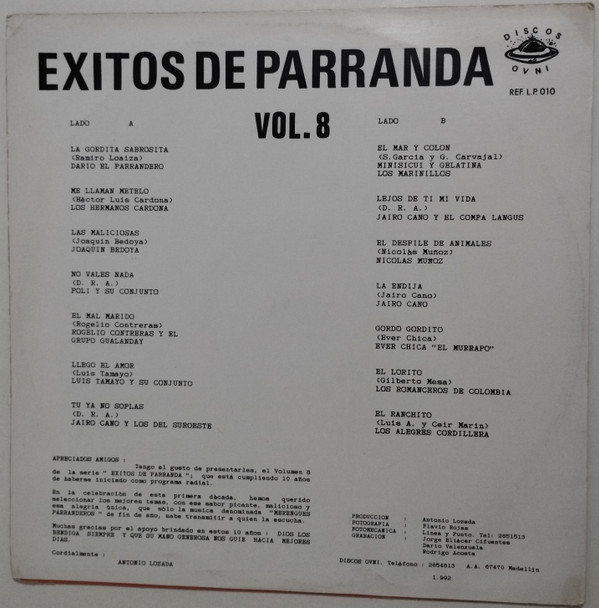 DISCOS
OVNI
EXITOS DE PARRANDA
REF. L.P. 010
VOL. 8
LADO A
LA GORDITA SABROSITA
(Ramiro Loaiza)
DARIO EL PARRANDERO
ME LLAMAN METELO
(Héctor Luis Cardona)
LOS HERMANOS CARDONA
LAS MALICIOSAS
(Joaquín Bedoya)
JOAQUIN BEDOYA
NO VALES NADA
(D. R. A.)
POLI Y SU CONJUNTO
EL MAL MARIDO
(Rogelio Contreras)
ROGELIO CONTRERAS Y EL
GRUPO GUALANDAY
LLEGO EL AMOR
(Luis Tamayo)
LUIS TAMAYO Y SU CONJUNTO
TU YA NO SOPLAS
(D. R. A.)
JAIRO CANO Y LOS DEL SUROESTE
LADO B
EL MAR Y COLON
(S. García y G. Carvajal)
MINISICUI Y GELATINA
LOS MARINILLOS
LEJOS DE TI MI VIDA
(D. R. A.)
JAIRO CANO Y EL COMPA LANGUS
EL DESFILE DE ANIMALES
(Nicolás Muñoz)
NICOLAS MUÑOZ
LA ENDIJA
(Jairo Cano)
JAIRO CANO
GORDO GORDITO
(Ever Chica)
EVER CHICA "EL MURRAPO"
EL LORITO
(Gilberto Mesa)
LOS ROMANCEROS DE COLOMBIA
EL RANCHITO
(Luis A. y Ceir Marín)
LOS ALEGRES CORDILLERA
APRECIADOS AMIGOS :
Tengo el gusto de presentarles, el Volumen 8
de la serie " EXITOS DE PARRANDA "; que está cumpliendo 10 años
de haberse iniciado como programa radial.
En la celebración de esta primera década, hemos querido
seleccionar los mejores temas, con ese sabor picante, malicioso y
esa alegría única, que sólo la música denominada "MERENGUES
PARRANDEROS " de fin de año, sabe transmitir a quien la escucha.
Muchas gracias por el apoyo brindado en estos 10 años : DIOS LOS
BENDIGA SIEMPRE Y QUE SU MANO GENEROSA NOS GUIE HACIA MEJORES
DIAS.
Cordialmente :
ANTONIO LOZADA
PRODUCCION : Antonio Lozada
FOTOGRAFIA : Flavio Rojas
FOTOMECANICA : Línea y Punto. Tel: 2851513
GRABACION : Jorge Eliécer Cifuentes
Darío Valenzuela
Rodrigo Acosta
DISCOS OVNI. Teléfono : 2854813 A.A. 67470 Medellín
1.992